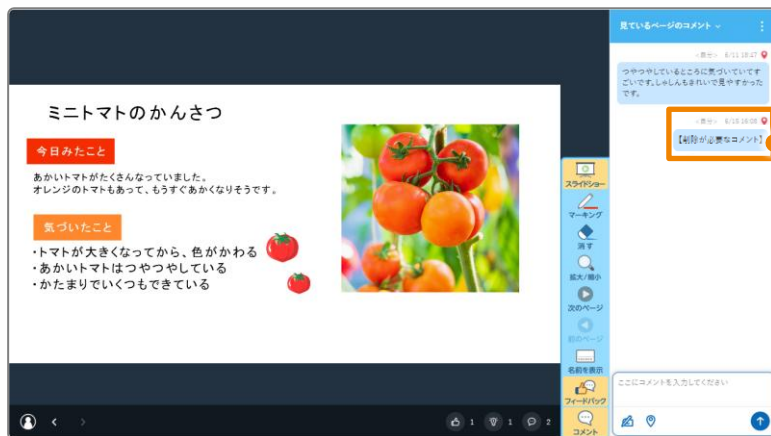 ミニトマトのかんさつ
今日みたこと
あかいトマトがたくさんなっていました。
オレンジのトマトもあって、もうすぐあかくなりそうです。
気づいたこと
・トマトが大きくなってから、色がかわる
・あかいトマトはつやつやしている
・かたまりでいくつもできている
1
1
2
スライドショー
マーキング
消す
拡大/縮小
次のページ
前のページ
名前を表示
フィードバック
コメント
見ているページのコメント
<自分> 6/11 19:47
つやつやしているところに気づいていてす
ごいです。しゃしんもきれいで見やすかった
です。
<自分> 6/18 16:08
【削除が必要なコメント】
ここにコメントを入力してください